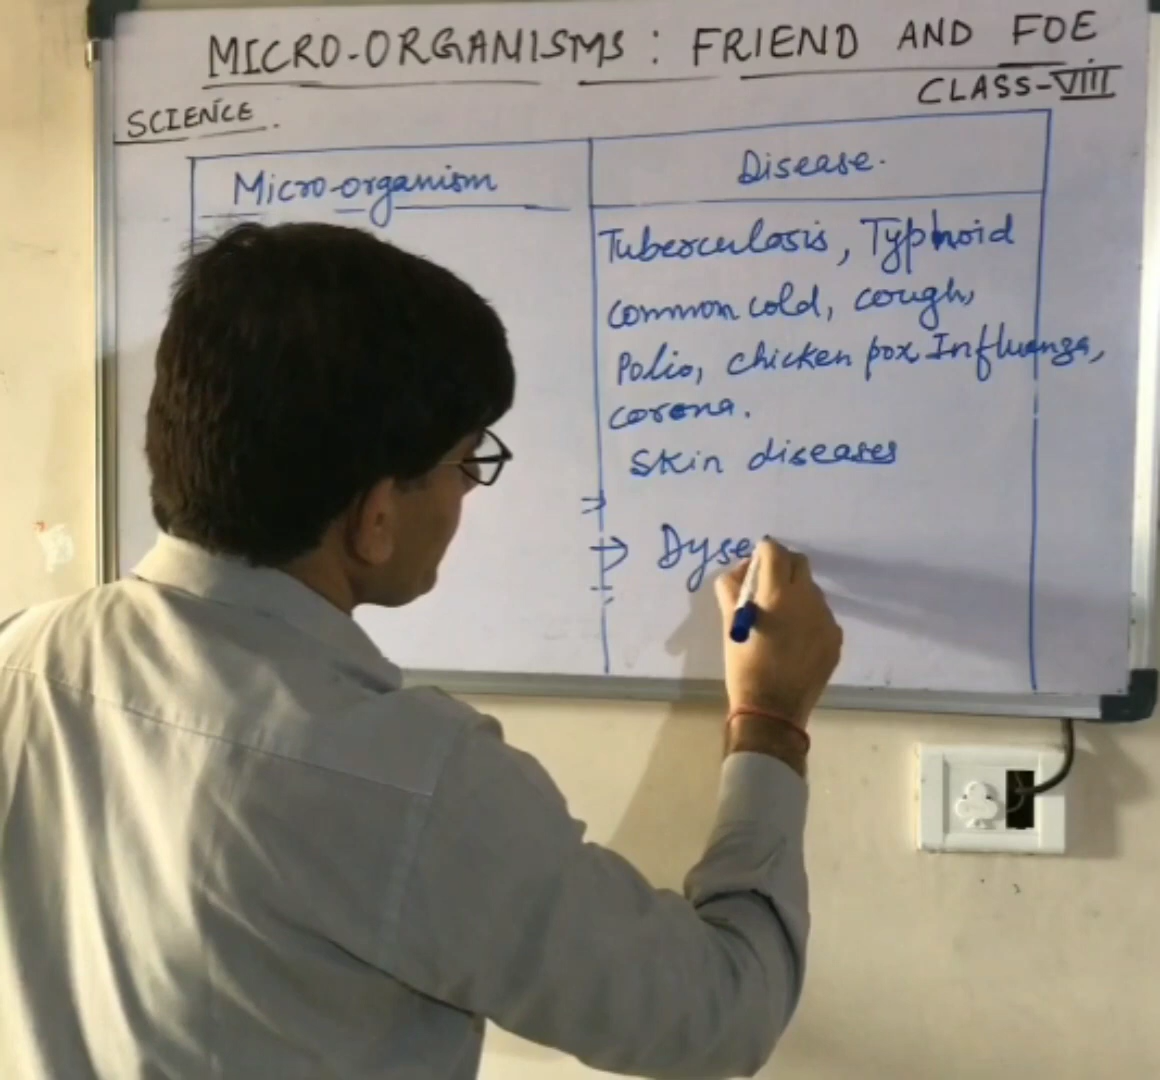 MICRO-ORGANISMS : FRIEND AND FOE
CLASS-VIII
SCIENCE.
Micro-organism
Disease.
Tuberculosis, Typhoid
common cold, cough,
Polio, chicken pox Influenza,
corona.
Skin diseases
Dyse